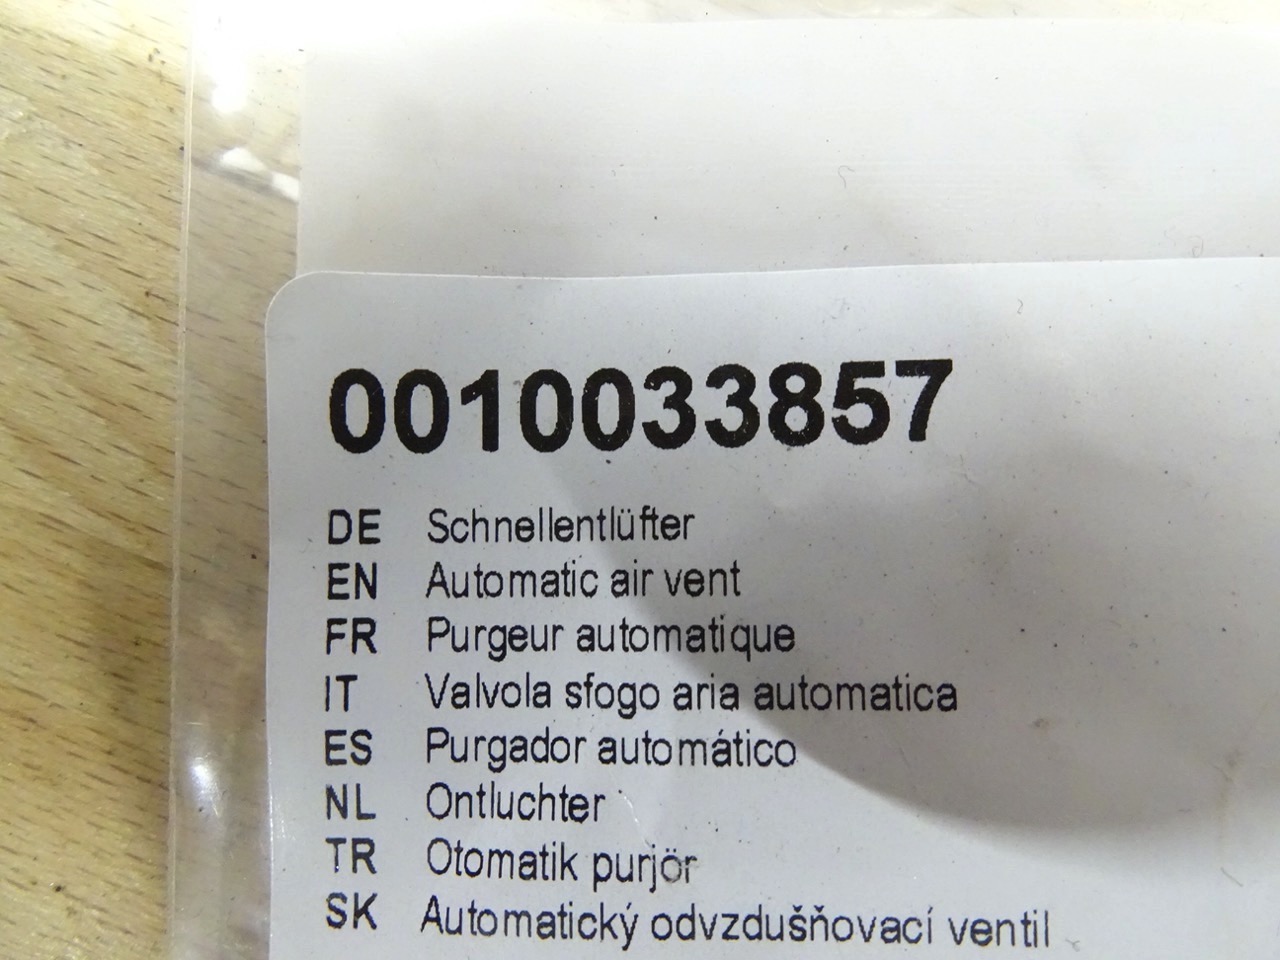 0010033857
DE Schnellentlüfter
EN Automatic air vent
FR Purgeur automatique
IT Valvola sfogo aria automatica
ES Purgador automático
NL Ontluchter
TR Otomatik purjör
SK Automatický odvzdušňovací ventil